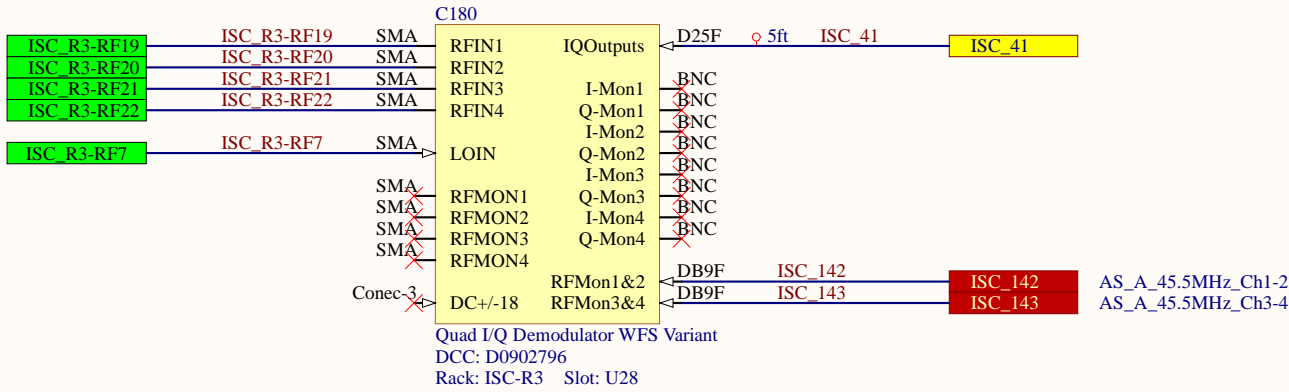 C180
ISC_R3-RF19 ISC_R3-RF19 SMA RFIN1 IQOutputs D25F 5ft ISC_41 ISC_41
ISC_R3-RF20 ISC_R3-RF20 SMA RFIN2
ISC_R3-RF21 ISC_R3-RF21 SMA RFIN3 I-Mon1 BNC
ISC_R3-RF22 ISC_R3-RF22 SMA RFIN4 Q-Mon1 BNC
I-Mon2 BNC
ISC_R3-RF7 ISC_R3-RF7 SMA LOIN Q-Mon2 BNC
I-Mon3 BNC
SMA RFMON1 Q-Mon3 BNC
SMA RFMON2 I-Mon4 BNC
SMA RFMON3 Q-Mon4 BNC
SMA RFMON4
RFMon1&2 DB9F ISC_142 ISC_142 AS_A_45.5MHz_Ch1-2
Conec-3 DC+/-18 RFMon3&4 DB9F ISC_143 ISC_143 AS_A_45.5MHz_Ch3-4
Quad I/Q Demodulator WFS Variant
DCC: D0902796
Rack: ISC-R3 Slot: U28